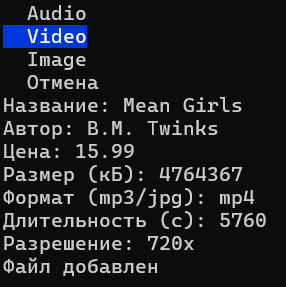 Audio
Video
Image
Отмена
Название: Mean Girls
Автор: B.M. Twinks
Цена: 15.99
Размер (кБ): 4764367
Формат (mp3/jpg): mp4
Длительность (с): 5760
Разрешение: 720x
Файл добавлен